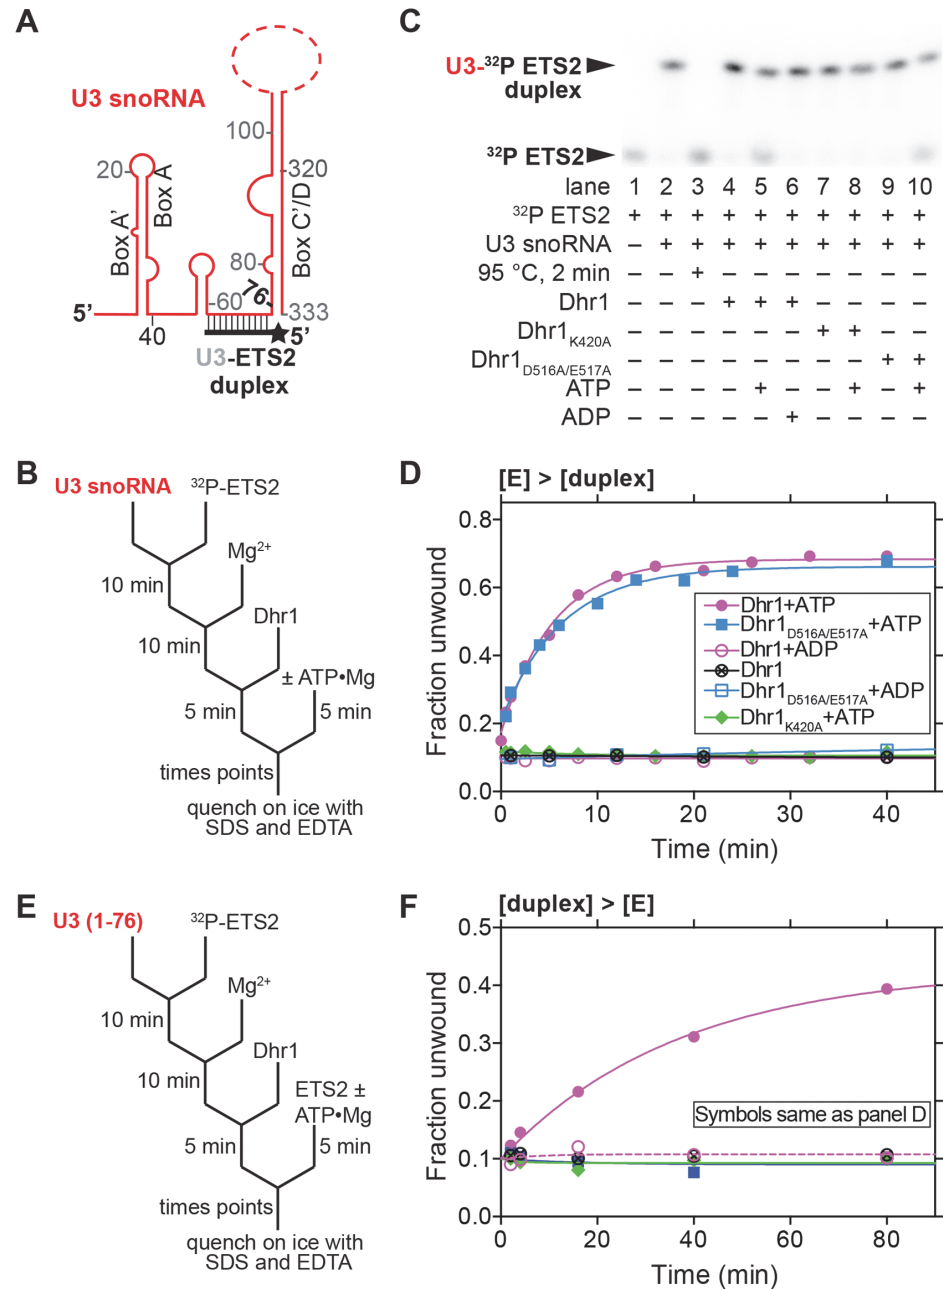 A
U3 snoRNA
100
20
320
Box A'
Box A
Box C'/D
80
76
60
333
5'
40
5'
U3-ETS2
duplex
C
U3-³²P ETS2
duplex
³²P ETS2
lane 1 2 3 4 5 6 7 8 9 10
³²P ETS2 + + + + + + + + + +
U3 snoRNA – + + + + + + + + +
95 °C, 2 min – – + – – – – – – –
Dhr1 – – – + + + – – – –
Dhr1K420A – – – – – – + + – –
Dhr1D516A/E517A – – – – – – – – + +
ATP – – – – + – – + – +
ADP – – – – – + – – – –
B
U3 snoRNA
³²P-ETS2
Mg²⁺
10 min
Dhr1
10 min
± ATP•Mg
5 min
5 min
times points
quench on ice with
SDS and EDTA
D
[E] > [duplex]
Fraction unwound
0.8
0.6
0.4
0.2
0.0
Dhr1+ATP
Dhr1D516A/E517A+ATP
Dhr1+ADP
Dhr1
Dhr1D516A/E517A+ADP
Dhr1K420A+ATP
0 10 20 30 40
Time (min)
E
U3 (1-76)
³²P-ETS2
Mg²⁺
10 min
Dhr1
10 min
ETS2 ±
ATP•Mg
5 min
5 min
times points
quench on ice with
SDS and EDTA
F
[duplex] > [E]
Fraction unwound
0.5
0.4
0.3
0.2
0.1
0.0
Symbols same as panel D
0 20 40 60 80
Time (min)